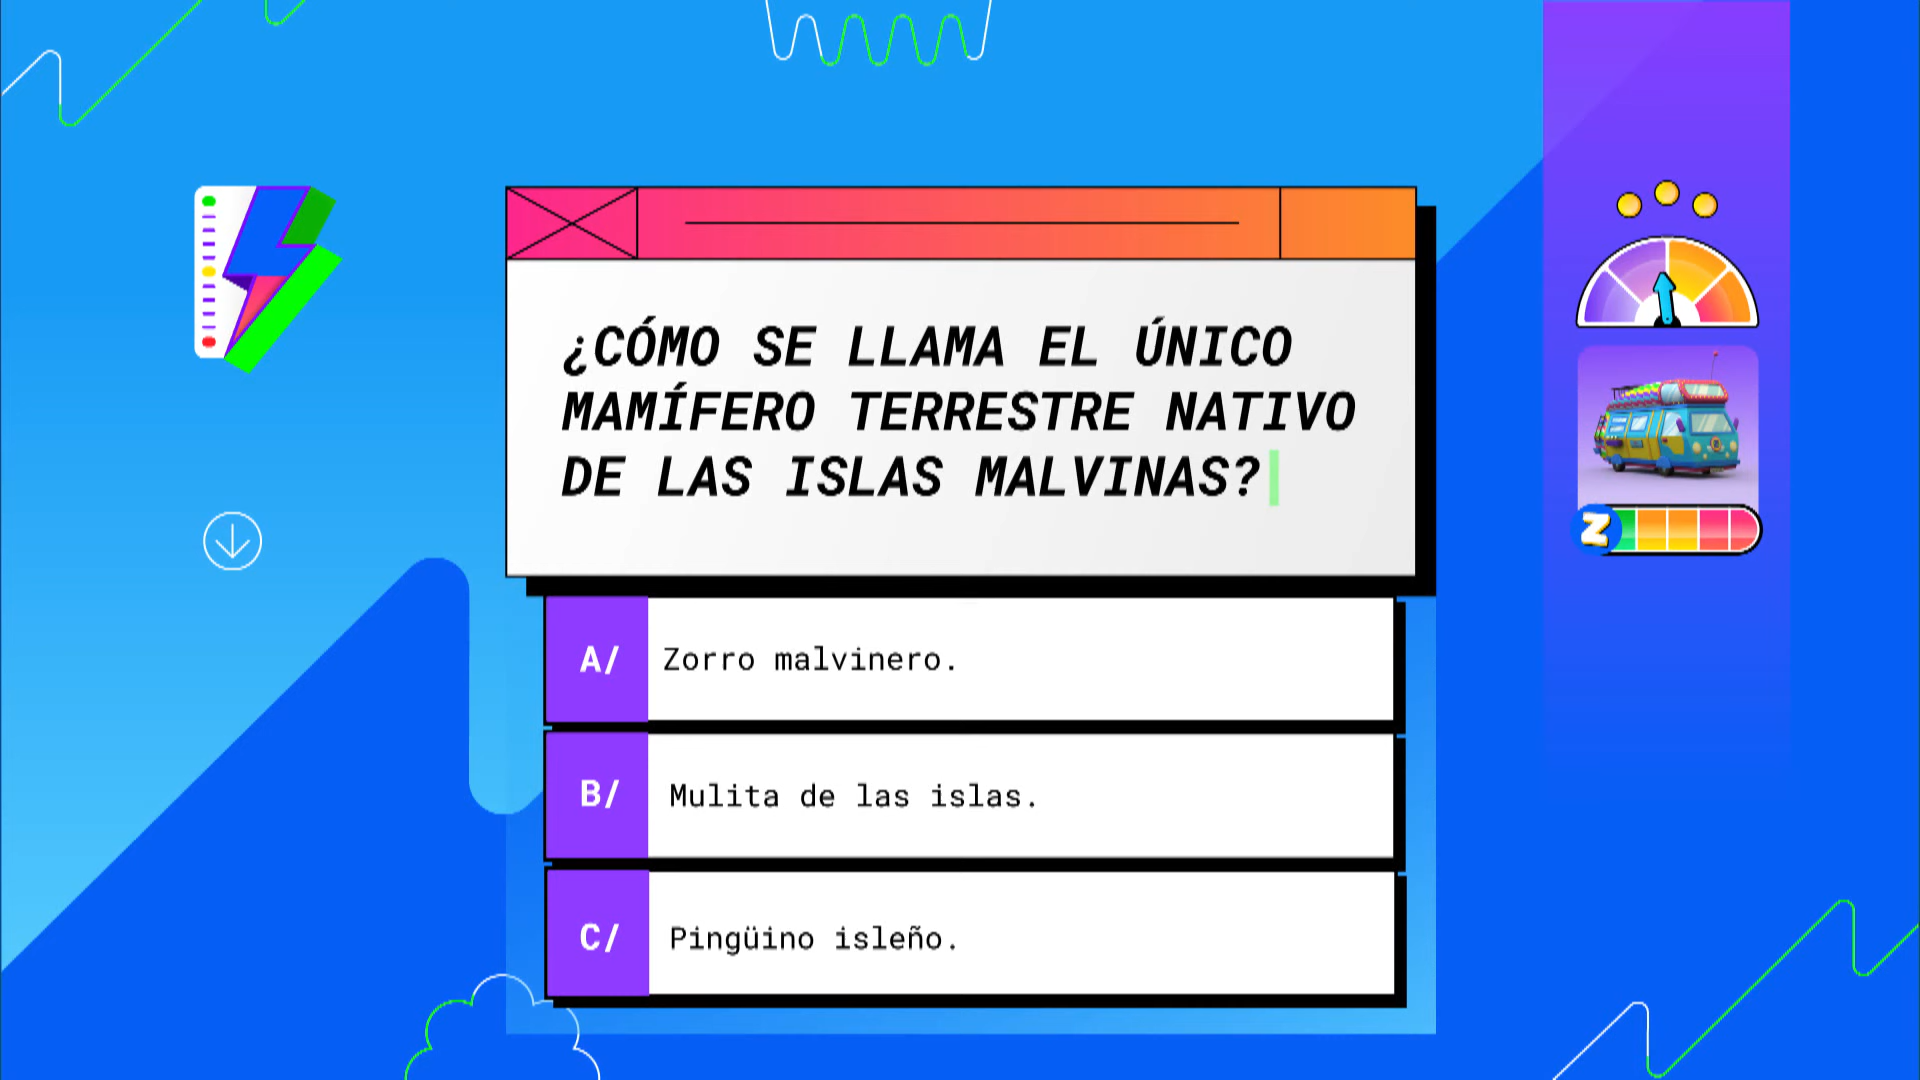 ¿CÓMO SE LLAMA EL ÚNICO
MAMÍFERO TERRESTRE NATIVO
DE LAS ISLAS MALVINAS?
A/ Zorro malvinero.
B/ Mulita de las islas.
C/ Pingüino isleño.
Z